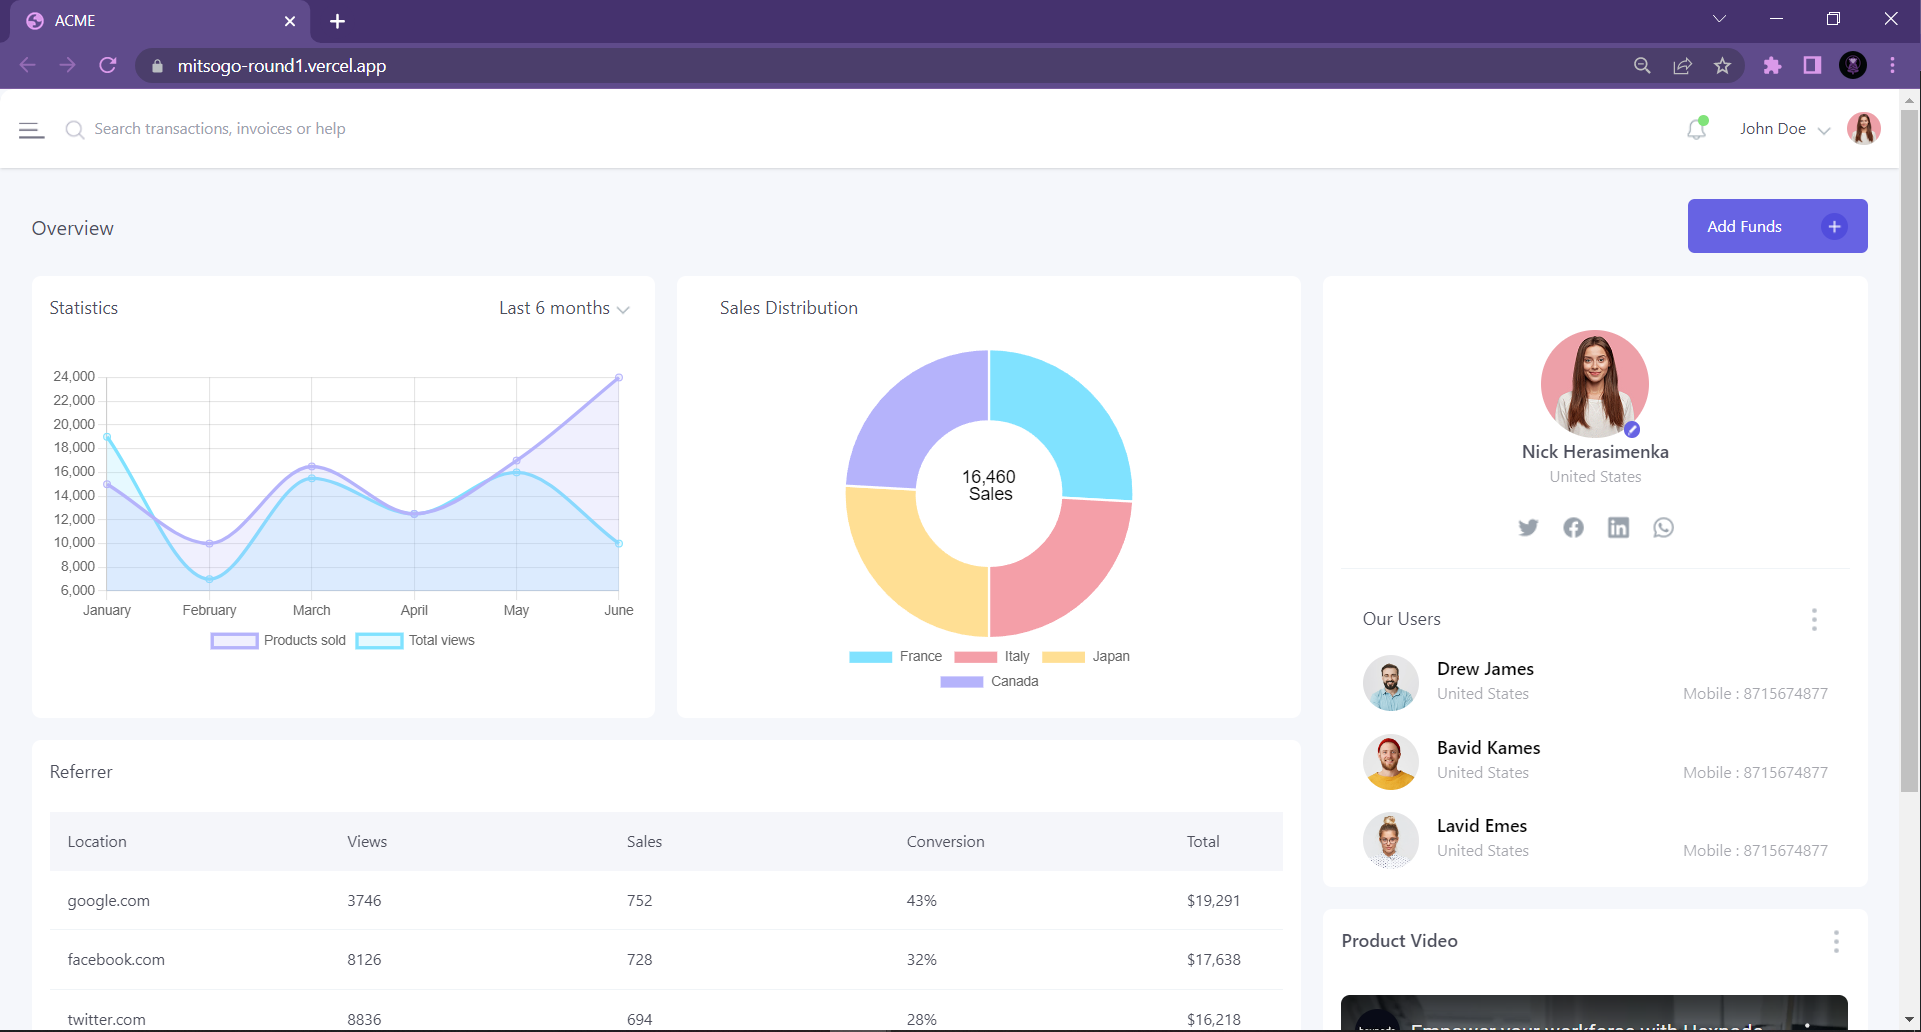 ACME
mitsogo-round1.vercel.app
Search transactions, invoices or help
John Doe
Overview
Add Funds
Statistics
Last 6 months
24,000
22,000
20,000
18,000
16,000
14,000
12,000
10,000
8,000
6,000
January February March April May June
Products sold Total views
Sales Distribution
16,460
Sales
France Italy Japan
Canada
Nick Herasimenka
United States
Our Users
Drew James
United States
Mobile : 8715674877
Bavid Kames
United States
Mobile : 8715674877
Lavid Emes
United States
Mobile : 8715674877
Referrer
Location Views Sales Conversion Total
google.com 3746 752 43% $19,291
facebook.com 8126 728 32% $17,638
twitter.com 8836 694 28% $16,218
Product Video
Empower your workforce with Hexnode